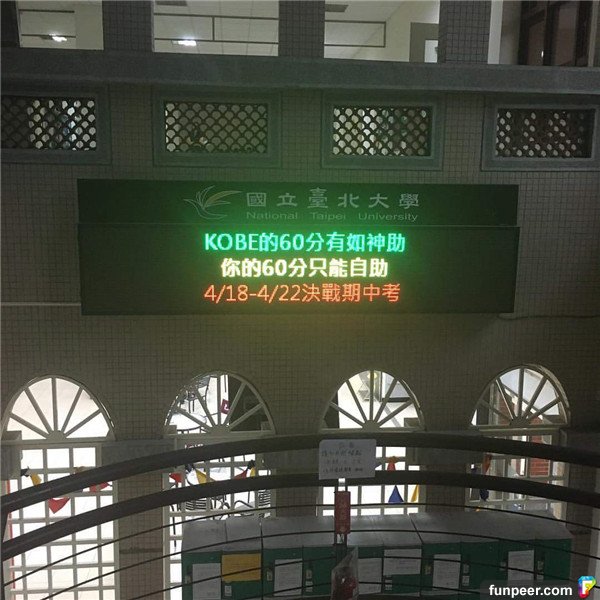 國立臺北大學
National Taipei University
KOBE的60分有如神助
你的60分只能自助
4/18-4/22決戰期中考
funpeer.com